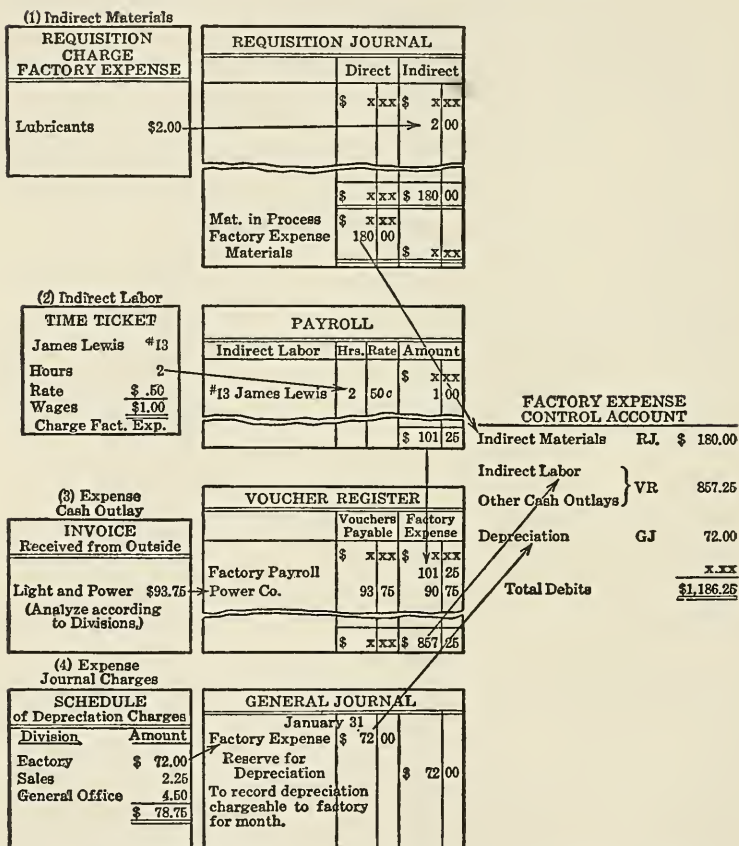 (1) Indirect Materials
REQUISITION
CHARGE
FACTORY EXPENSE
Lubricants $2.00
REQUISITION JOURNAL
Direct Indirect
$ x xx $ x xx
2 00
$ x xx $ 180 00
Mat. in Process $ x xx
Factory Expense 180 00
Materials $ x xx
(2) Indirect Labor
TIME TICKET
James Lewis #13
Hours 2
Rate $ .50
Wages $1.00
Charge Fact. Exp.
PAYROLL
Indirect Labor Hrs. Rate Amount
$ x xx
#13 James Lewis 2 50c 1 00
$ 101 25
FACTORY EXPENSE
CONTROL ACCOUNT
Indirect Materials RJ. $ 180.00
Indirect Labor
Other Cash Outlays } VR 857.25
Depreciation GJ 72.00
x.xx
Total Debits $1,186.25
(3) Expense
Cash Outlay
INVOICE
Received from Outside
Light and Power $93.75
(Analyze according
to Divisions.)
VOUCHER REGISTER
Vouchers Factory
Payable Expense
$ x xx $ x xx
Factory Payroll 101 25
Power Co. 93 75 90 75
$ x xx $ 857 25
(4) Expense
Journal Charges
SCHEDULE
of Depreciation Charges
Division Amount
Factory $ 72.00
Sales 2.25
General Office 4.50
$ 78.75
GENERAL JOURNAL
January 31
Factory Expense $ 72 00
Reserve for
Depreciation $ 72 00
To record depreciation
chargeable to factory
for month.